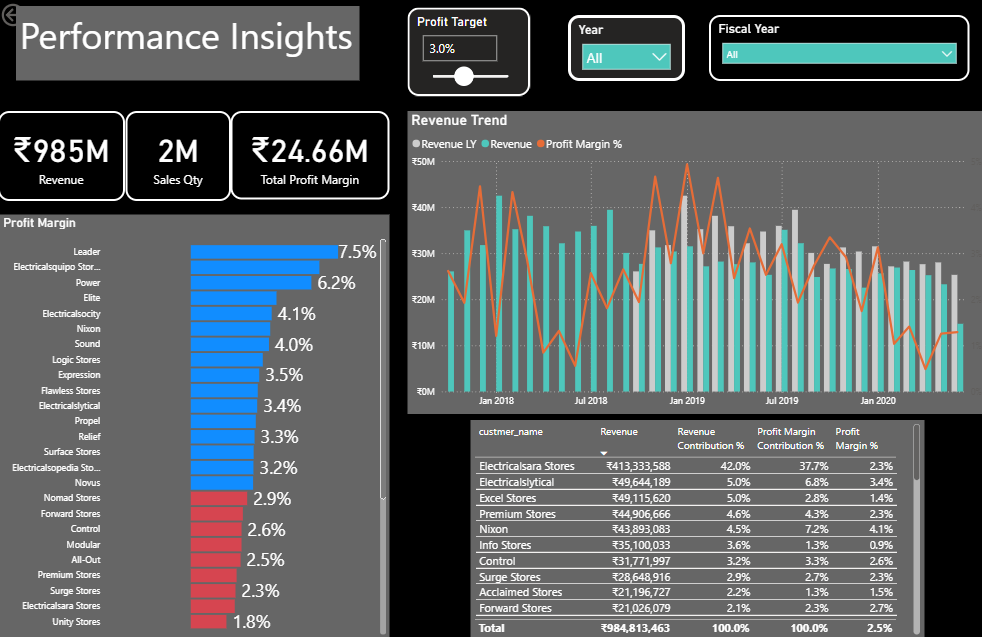 Performance Insights
Profit Target
3.0%
Year
All
Fiscal Year
All
₹985M
Revenue
2M
Sales Qty
₹24.66M
Total Profit Margin
Profit Margin
Leader 7.5%
Electricalsquipo Stor...
Power 6.2%
Elite
Electricalsocity 4.1%
Nixon
Sound 4.0%
Logic Stores
Expression 3.5%
Flawless Stores
Electricalslytical 3.4%
Propel
Relief 3.3%
Surface Stores
Electricalsopedia Sto... 3.2%
Novus
Nomad Stores 2.9%
Forward Stores
Control 2.6%
Modular
All-Out 2.5%
Premium Stores
Surge Stores 2.3%
Electricalsara Stores
Unity Stores 1.8%
Revenue Trend
Revenue LY Revenue Profit Margin %
₹50M
₹40M
₹30M
₹20M
₹10M
₹0M
Jan 2018 Jul 2018 Jan 2019 Jul 2019 Jan 2020
custmer_name Revenue Revenue Contribution % Profit Margin Contribution % Profit Margin %
Electricalsara Stores ₹413,333,588 42.0% 37.7% 2.3%
Electricalslytical ₹49,644,189 5.0% 6.8% 3.4%
Excel Stores ₹49,115,620 5.0% 2.8% 1.4%
Premium Stores ₹44,906,666 4.6% 4.3% 2.3%
Nixon ₹43,893,083 4.5% 7.2% 4.1%
Info Stores ₹35,100,033 3.6% 1.3% 0.9%
Control ₹31,771,997 3.2% 3.3% 2.6%
Surge Stores ₹28,648,916 2.9% 2.7% 2.3%
Acclaimed Stores ₹21,196,727 2.2% 1.3% 1.5%
Forward Stores ₹21,026,079 2.1% 2.3% 2.7%
Total ₹984,813,463 100.0% 100.0% 2.5%